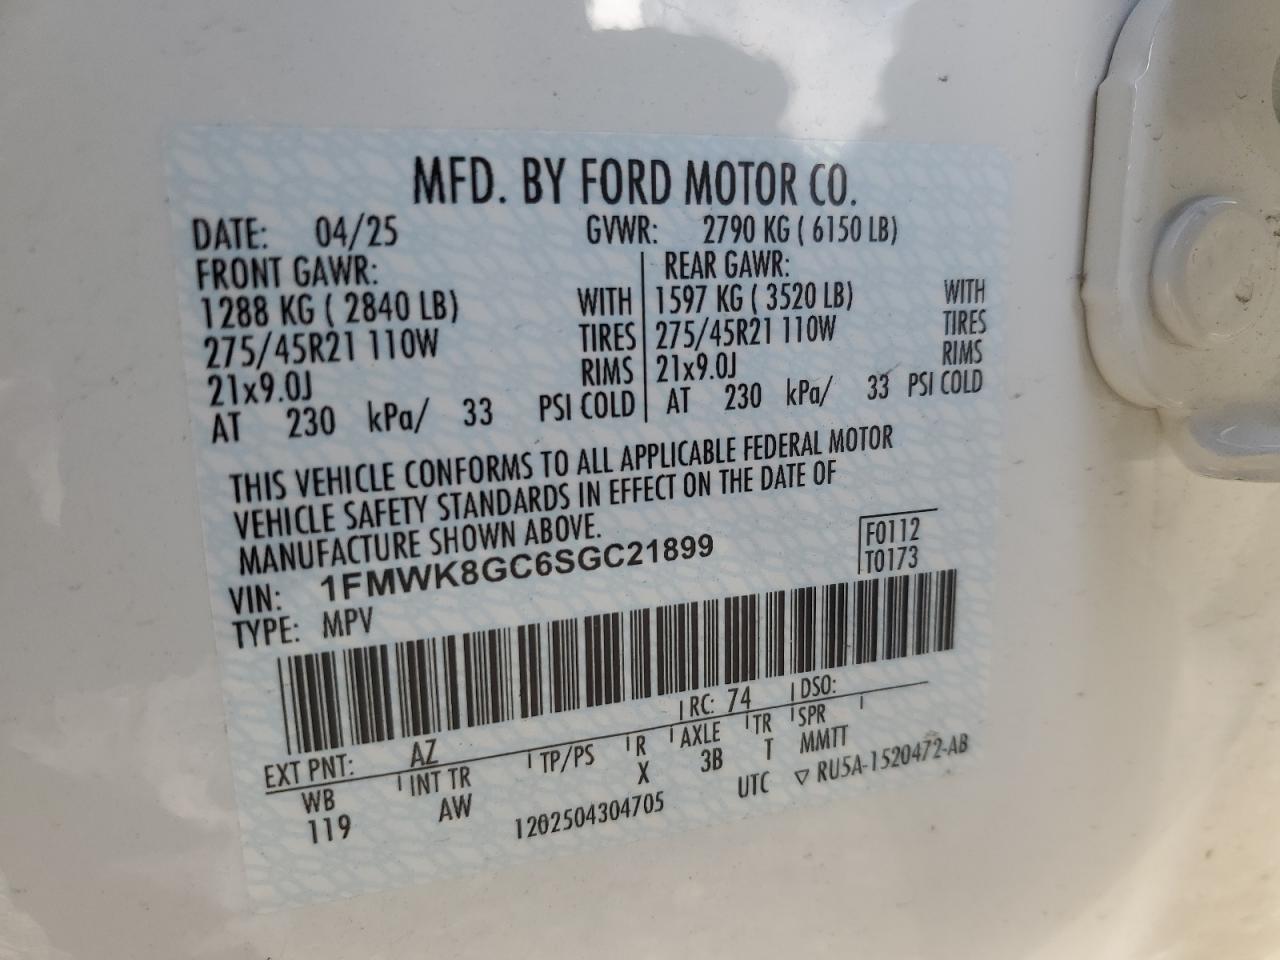 MFD. BY FORD MOTOR CO.
DATE: 04/25 GVWR: 2790 KG ( 6150 LB)
FRONT GAWR: REAR GAWR:
1288 KG ( 2840 LB) WITH 1597 KG ( 3520 LB) WITH
275/45R21 110W TIRES 275/45R21 110W TIRES
21x9.0J RIMS 21x9.0J RIMS
AT 230 kPa/ 33 PSI COLD AT 230 kPa/ 33 PSI COLD
THIS VEHICLE CONFORMS TO ALL APPLICABLE FEDERAL MOTOR
VEHICLE SAFETY STANDARDS IN EFFECT ON THE DATE OF
MANUFACTURE SHOWN ABOVE.
VIN: 1FMWK8GC6SGC21899 F0112
TYPE: MPV T0173
EXT PNT: AZ RC: 74 DSO:
WB INT TR TP/PS R AXLE TR SPR
119 AW X 3B T MMTT
1202504304705 UTC ▽ RU5A-1520472-AB